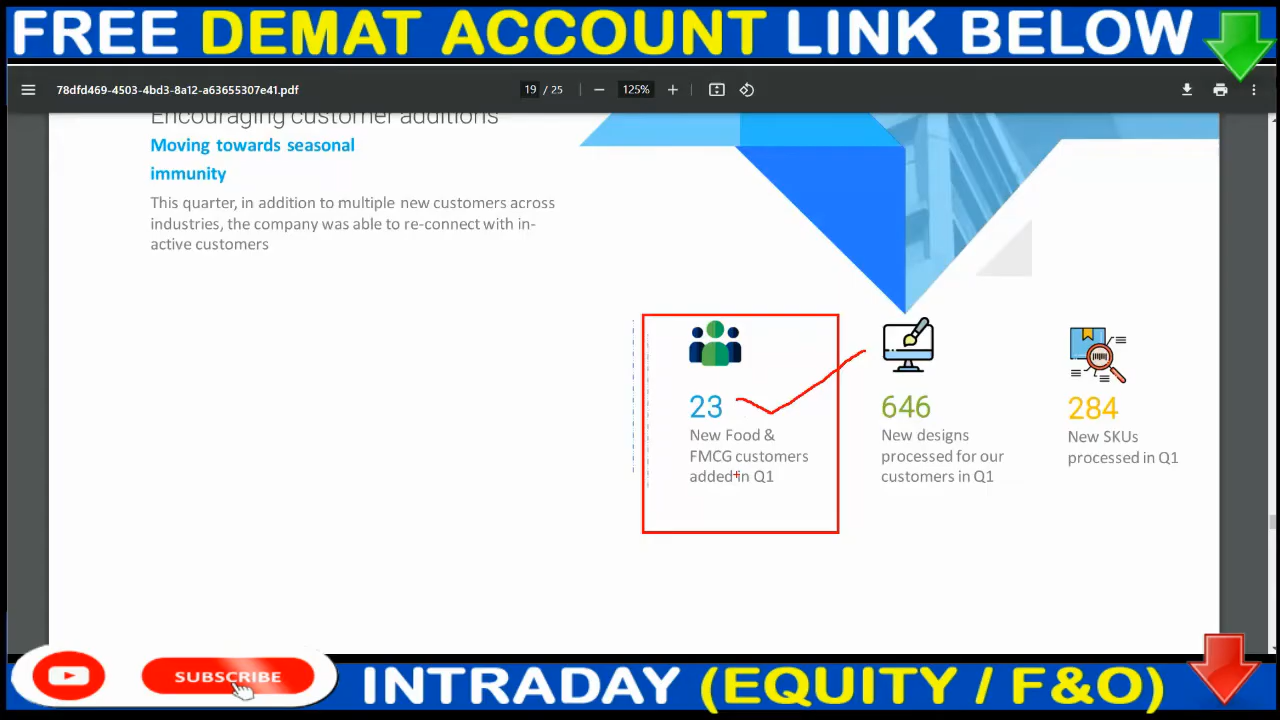 FREE DEMAT ACCOUNT LINK BELOW
78dfd469-4503-4bd3-8a12-a63655307e41.pdf
19 / 25
125%
Encouraging customer additions
Moving towards seasonal
immunity
This quarter, in addition to multiple new customers across
industries, the company was able to re-connect with in-
active customers
23
New Food &
FMCG customers
added in Q1
646
New designs
processed for our
customers in Q1
284
New SKUs
processed in Q1
SUBSCRIBE
INTRADAY (EQUITY / F&O)